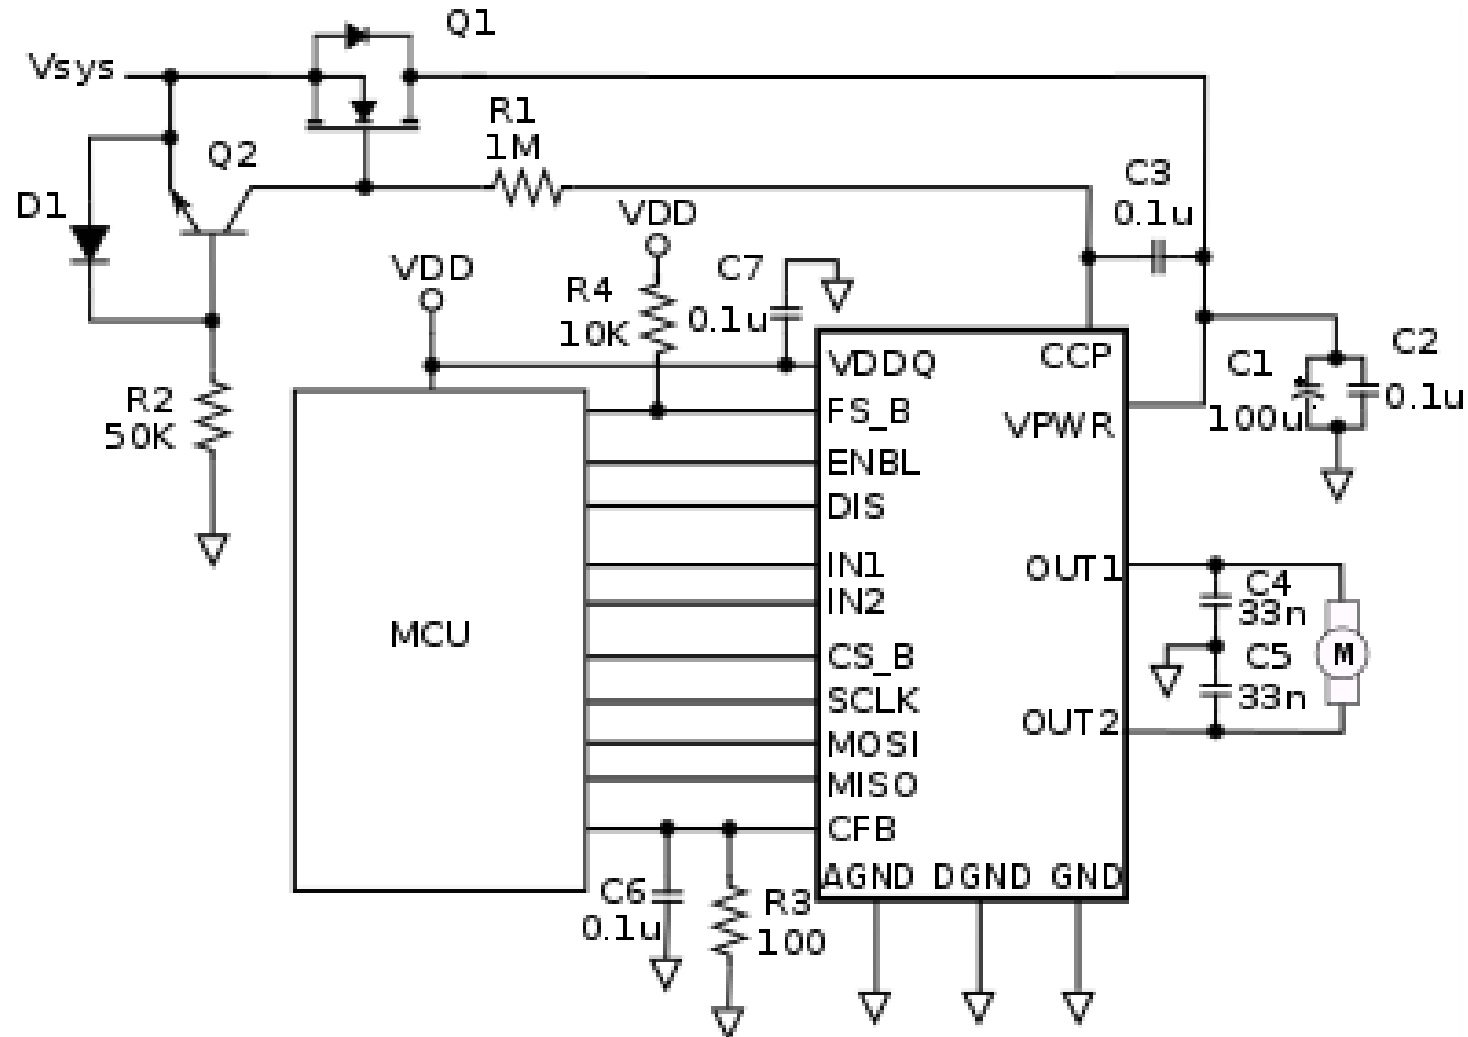 Q1
Vsys
R1
1M
Q2
C3
0.1u
D1
VDD
VDD
C7
0.1u
R4
10K
CCP
C1
100u
C2
0.1u
VDDQ
R2
50K
FS_B
VPWR
ENBL
DIS
IN1
OUT1
C4
33n
IN2
MCU
CS_B
C5
33n
M
SCLK
OUT2
MOSI
MISO
CFB
AGND DGND GND
C6
0.1u
R3
100